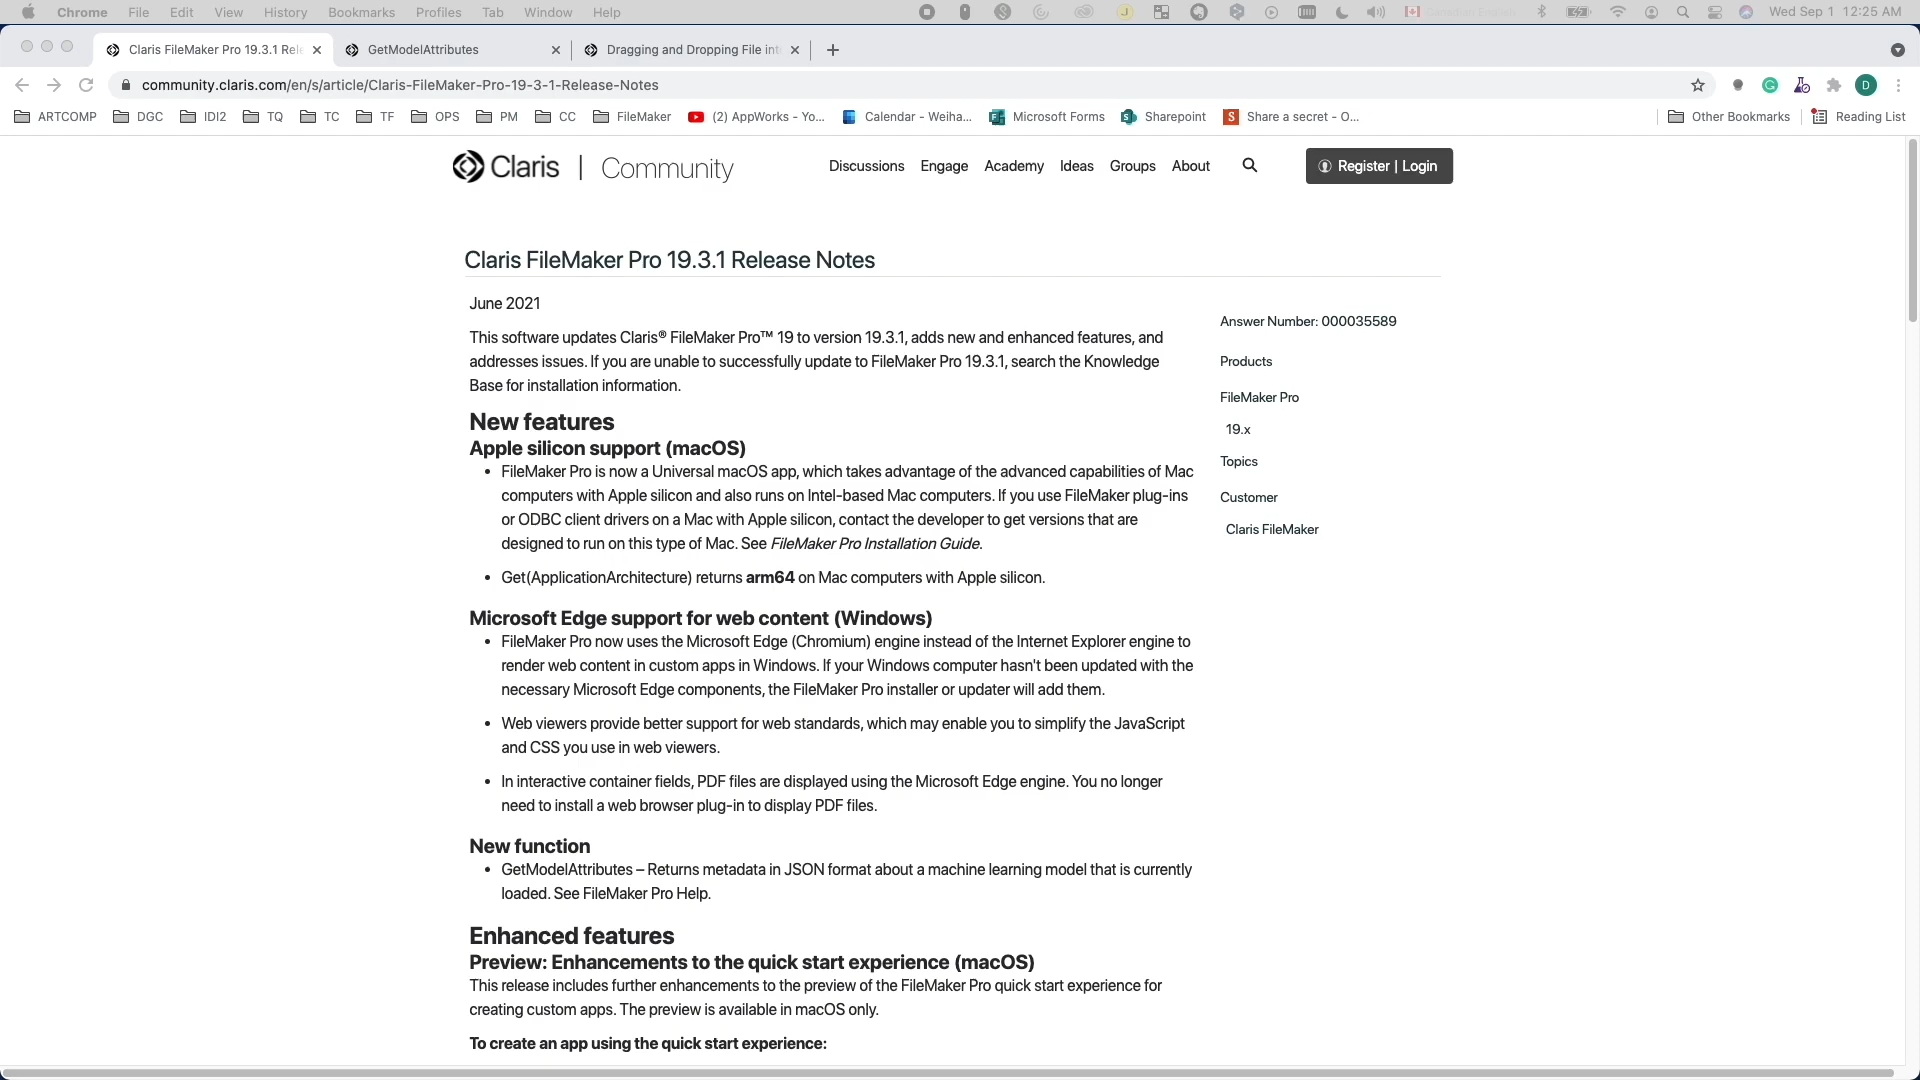 Chrome File Edit View History Bookmarks Profiles Tab Window Help Wed Sep 1 12:25 AM
Claris FileMaker Pro 19.3.1 Rele GetModelAttributes Dragging and Dropping File int
community.claris.com/en/s/article/Claris-FileMaker-Pro-19-3-1-Release-Notes
ARTCOMP DGC IDI2 TQ TC TF OPS PM CC FileMaker (2) AppWorks - Yo... Calendar - Weiha... Microsoft Forms Sharepoint Share a secret - O... Other Bookmarks Reading List
Claris | Community Discussions Engage Academy Ideas Groups About Register | Login
Claris FileMaker Pro 19.3.1 Release Notes
June 2021
This software updates Claris® FileMaker Pro™ 19 to version 19.3.1, adds new and enhanced features, and
addresses issues. If you are unable to successfully update to FileMaker Pro 19.3.1, search the Knowledge
Base for installation information.
New features
Apple silicon support (macOS)
• FileMaker Pro is now a Universal macOS app, which takes advantage of the advanced capabilities of Mac
computers with Apple silicon and also runs on Intel-based Mac computers. If you use FileMaker plug-ins
or ODBC client drivers on a Mac with Apple silicon, contact the developer to get versions that are
designed to run on this type of Mac. See FileMaker Pro Installation Guide.
• Get(ApplicationArchitecture) returns arm64 on Mac computers with Apple silicon.
Microsoft Edge support for web content (Windows)
• FileMaker Pro now uses the Microsoft Edge (Chromium) engine instead of the Internet Explorer engine to
render web content in custom apps in Windows. If your Windows computer hasn't been updated with the
necessary Microsoft Edge components, the FileMaker Pro installer or updater will add them.
• Web viewers provide better support for web standards, which may enable you to simplify the JavaScript
and CSS you use in web viewers.
• In interactive container fields, PDF files are displayed using the Microsoft Edge engine. You no longer
need to install a web browser plug-in to display PDF files.
New function
• GetModelAttributes – Returns metadata in JSON format about a machine learning model that is currently
loaded. See FileMaker Pro Help.
Enhanced features
Preview: Enhancements to the quick start experience (macOS)
This release includes further enhancements to the preview of the FileMaker Pro quick start experience for
creating custom apps. The preview is available in macOS only.
To create an app using the quick start experience:
Answer Number: 000035589
Products
FileMaker Pro
19.x
Topics
Customer
Claris FileMaker